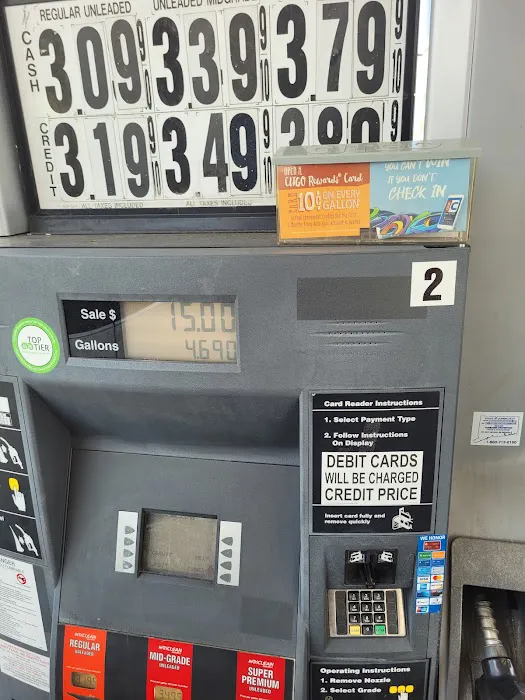 REGULAR UNLEADED
UNLEADED MIDGRADE
CASH
3.09 9/10
3.39 9/10
3.79
CREDIT
3.19 9/10
3.49 9/10
3.89
ALL TAXES INCLUDED
ALL TAXES INCLUDED
CITGO Rewards® Card
10¢ ON EVERY
GALLON
YOU CAN'T WIN
IF YOU DON'T
CHECK IN
2
Sale $ 15.00
Gallons 4.690
TOP
TIER
Card Reader Instructions
1. Select Payment Type
2. Follow Instructions
On Display
DEBIT CARDS
WILL BE CHARGED
CREDIT PRICE
Insert card fully and
remove quickly
WE HONOR
REGULAR
UNLEADED
MID-GRADE
UNLEADED
SUPER
PREMIUM
UNLEADED
Operating Instructions
1. Remove Nozzle
2. Select Grade